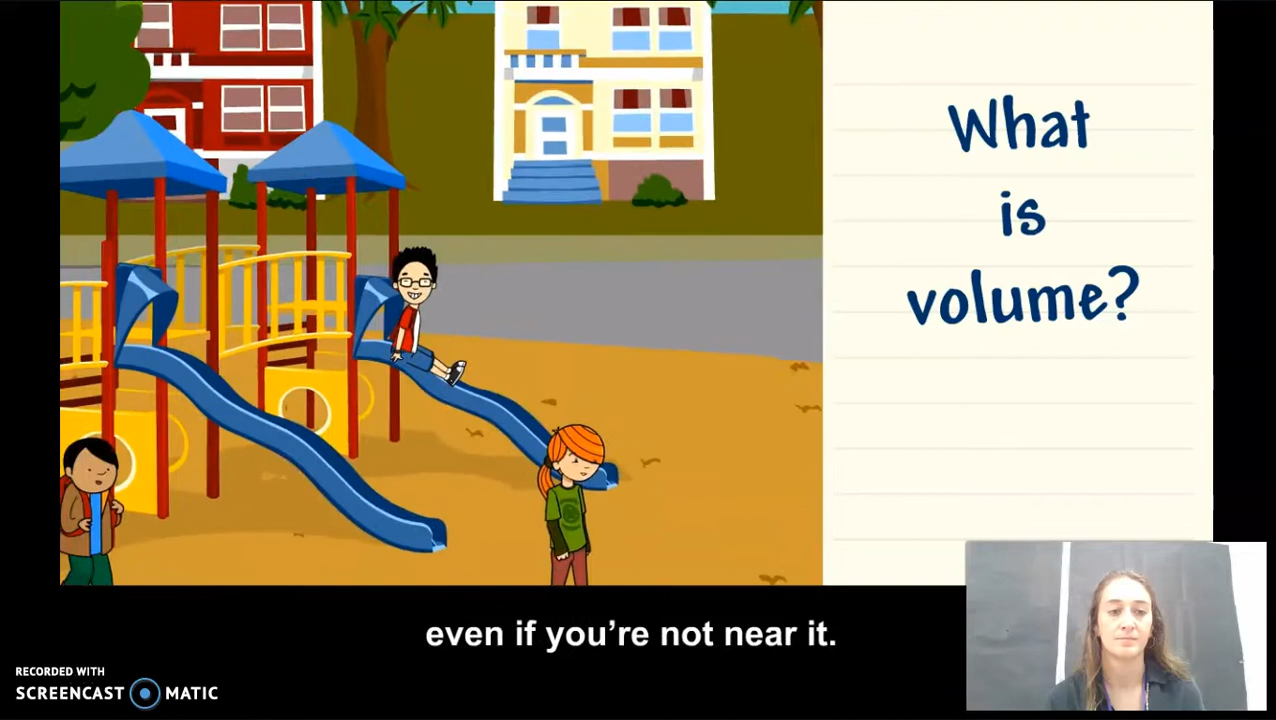 What
is
volume?
even if you're not near it.
RECORDED WITH
SCREENCAST MATIC